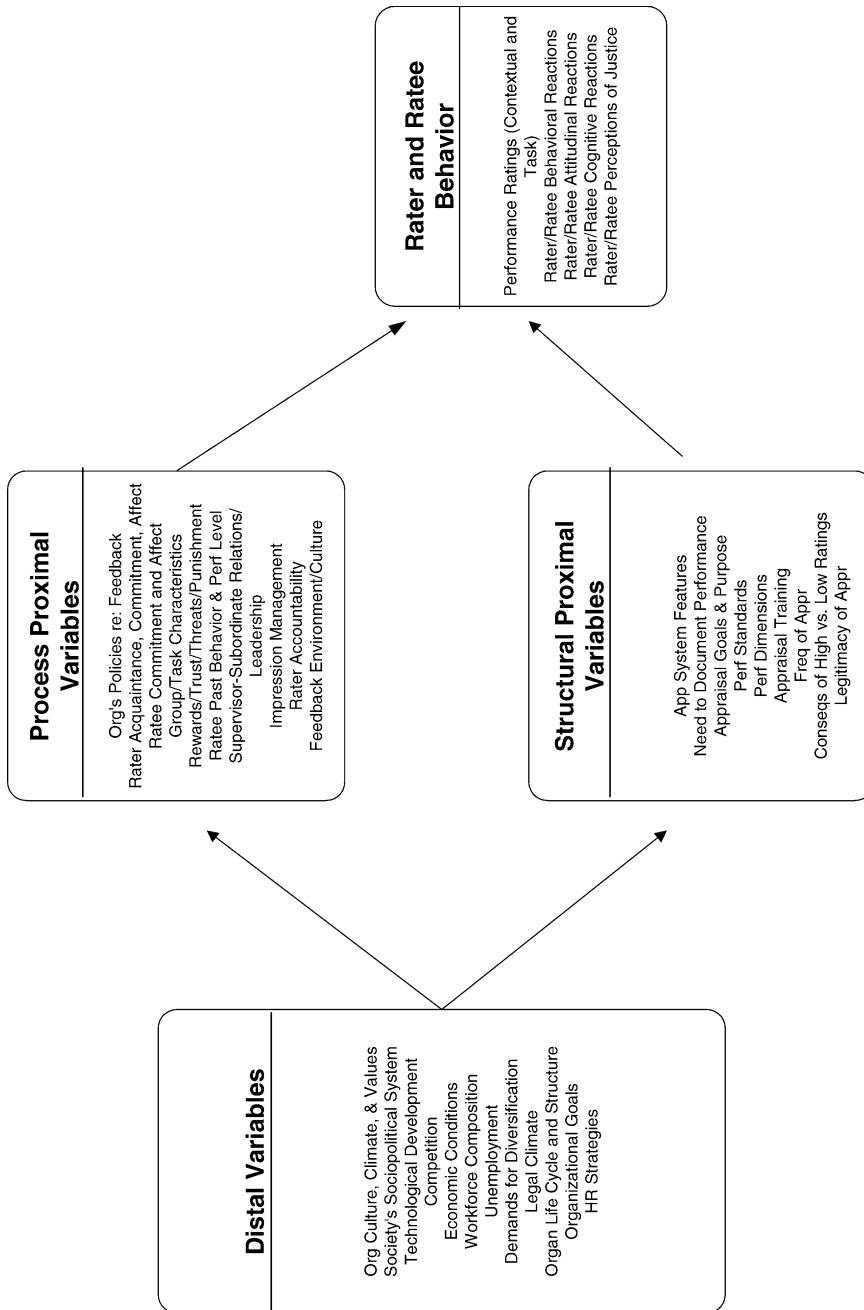 Distal Variables
Org Culture, Climate, & Values
Society's Sociopolitical System
Technological Development
Competition
Economic Conditions
Workforce Composition
Unemployment
Demands for Diversification
Legal Climate
Organ Life Cycle and Structure
Organizational Goals
HR Strategies
Process Proximal
Variables
Org's Policies re: Feedback
Rater Acquaintance, Commitment, Affect
Ratee Commitment and Affect
Group/Task Characteristics
Rewards/Trust/Threats/Punishment
Ratee Past Behavior & Perf Level
Supervisor-Subordinate Relations/
Leadership
Impression Management
Rater Accountability
Feedback Environment/Culture
Structural Proximal
Variables
App System Features
Need to Document Performance
Appraisal Goals & Purpose
Perf Standards
Perf Dimensions
Appraisal Training
Freq of Appr
Conseqs of High vs. Low Ratings
Legitimacy of Appr
Rater and Ratee
Behavior
Performance Ratings (Contextual and
Task)
Rater/Ratee Behavioral Reactions
Rater/Ratee Attitudinal Reactions
Rater/Ratee Cognitive Reactions
Rater/Ratee Perceptions of Justice